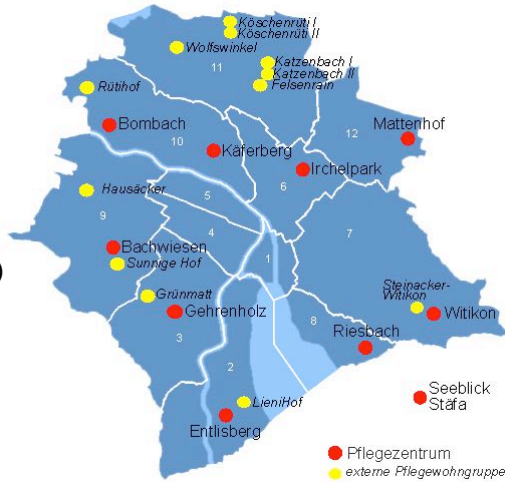 Köschenrüti I
Köschenrüti II
Wolfswinkel
Katzenbach I
11
Katzenbach II
Felsenrain
Rütihof
Bombach
12
Mattenhof
10
Käferberg
Irchelpark
6
Hausäcker
5
9
4
7
Bachwiesen
1
Sunnige Hof
Steinacker-
Witikon
Grünmatt
Gehrenholz
Witikon
8
Riesbach
3
2
Seeblick
Stäfa
LieniHof
Entlisberg
Pflegezentrum
externe Pflegewohngruppe